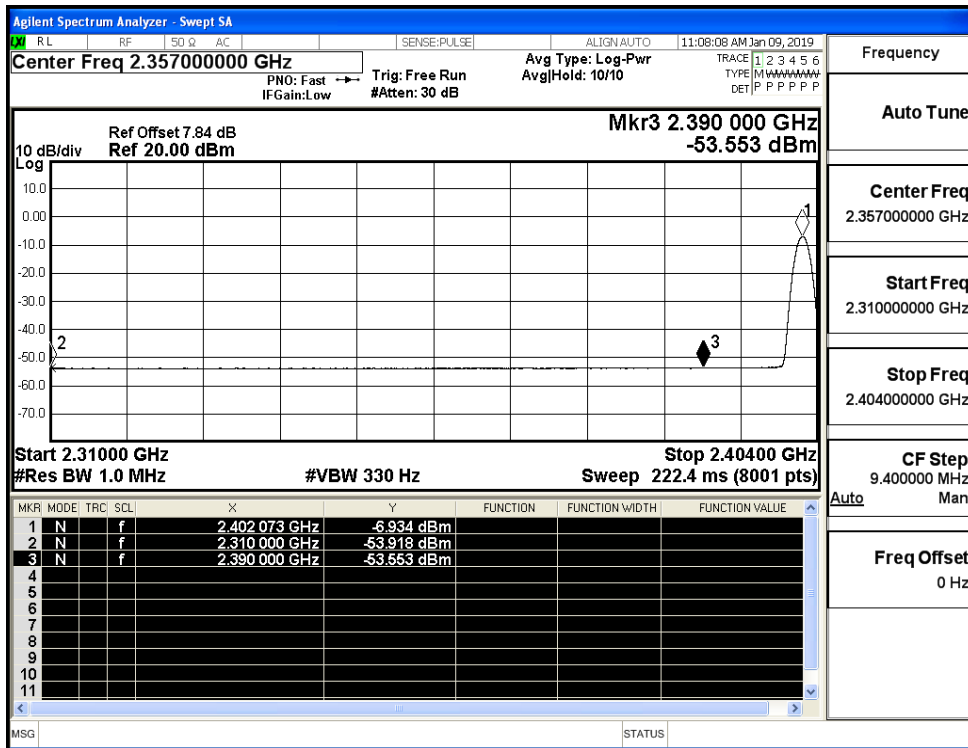 Agilent Spectrum Analyzer - Swept SA
LXI RL RF 50 Ω AC SENSE:PULSE ALIGNAUTO 11:08:08 AM Jan 09, 2019
Center Freq 2.357000000 GHz
PNO: Fast
IFGain:Low
Trig: Free Run
#Atten: 30 dB
Avg Type: Log-Pwr
Avg|Hold: 10/10
TRACE 1 2 3 4 5 6
TYPE M WWWWW
DET P P P P P P
Ref Offset 7.84 dB
10 dB/div Ref 20.00 dBm
Log
Mkr3 2.390 000 GHz
-53.553 dBm
10.0
0.00
-10.0
-20.0
-30.0
-40.0
-50.0
-60.0
-70.0
1
2
3
Start 2.31000 GHz Stop 2.40400 GHz
#Res BW 1.0 MHz #VBW 330 Hz Sweep 222.4 ms (8001 pts)
MKR MODE TRC SCL X Y FUNCTION FUNCTION WIDTH FUNCTION VALUE
1 N f 2.402 073 GHz -6.934 dBm
2 N f 2.310 000 GHz -53.918 dBm
3 N f 2.390 000 GHz -53.553 dBm
4
5
6
7
8
9
10
11
MSG STATUS
Frequency
Auto Tune
Center Freq
2.357000000 GHz
Start Freq
2.310000000 GHz
Stop Freq
2.404000000 GHz
CF Step
9.400000 MHz
Auto Man
Freq Offset
0 Hz